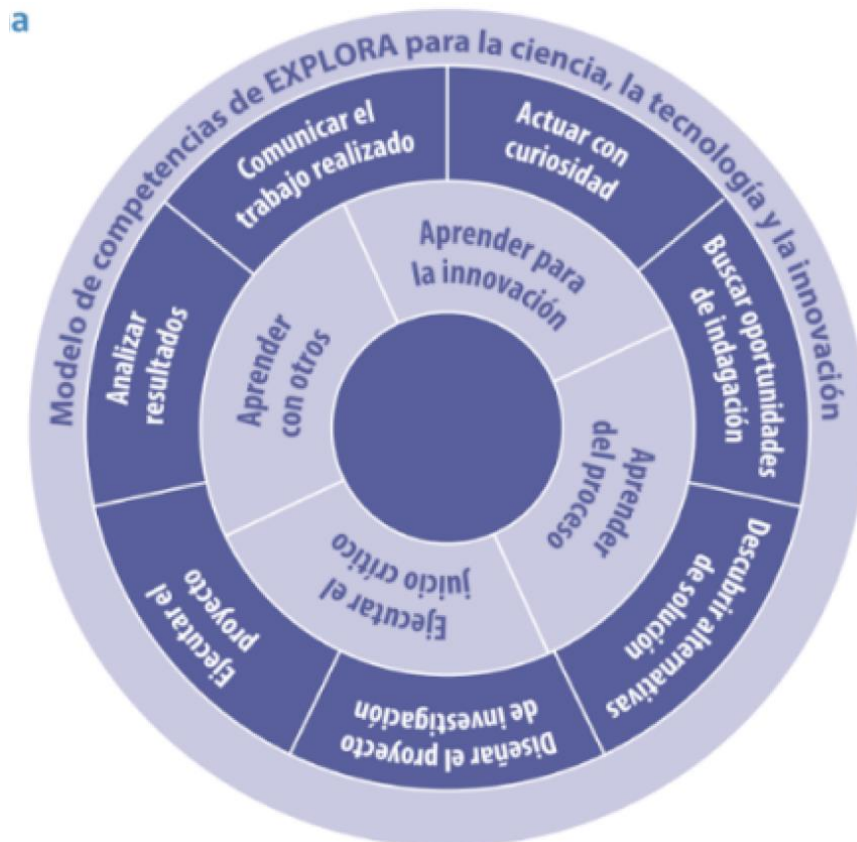 a
Modelo de competencias de EXPLORA para la ciencia, la tecnología y la innovación
Actuar con
curiosidad
Buscar oportunidades
de indagación
Descubrir alternativas
de solución
Diseñar el proyecto
de investigación
Ejecutar el
proyecto
Analizar
resultados
Comunicar el
trabajo realizado
Aprender para
la innovación
Aprender
del proceso
Ejecutar el
juicio crítico
Aprender
con otros